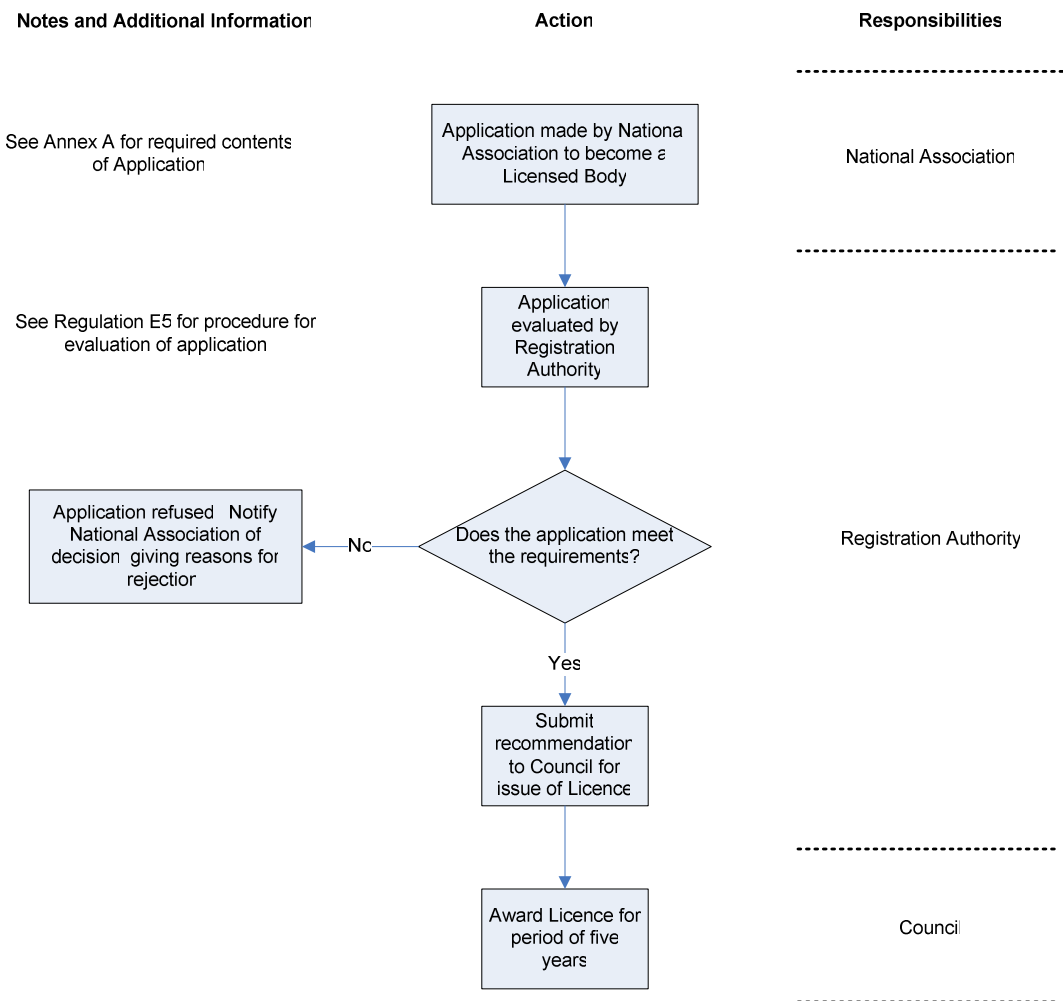 Notes and Additional Information
Action
Responsibilities
See Annex A for required contents
of Application
Application made by Nationa
Association to become a
Licensed Body
National Association
See Regulation E5 for procedure for
evaluation of application
Application
evaluated by
Registration
Authority
Application refused Notify
National Association of
decision giving reasons for
rejection
No
Does the application meet
the requirements?
Registration Authority
Yes
Submit
recommendation
to Council for
issue of Licence
Award Licence for
period of five
years
Council